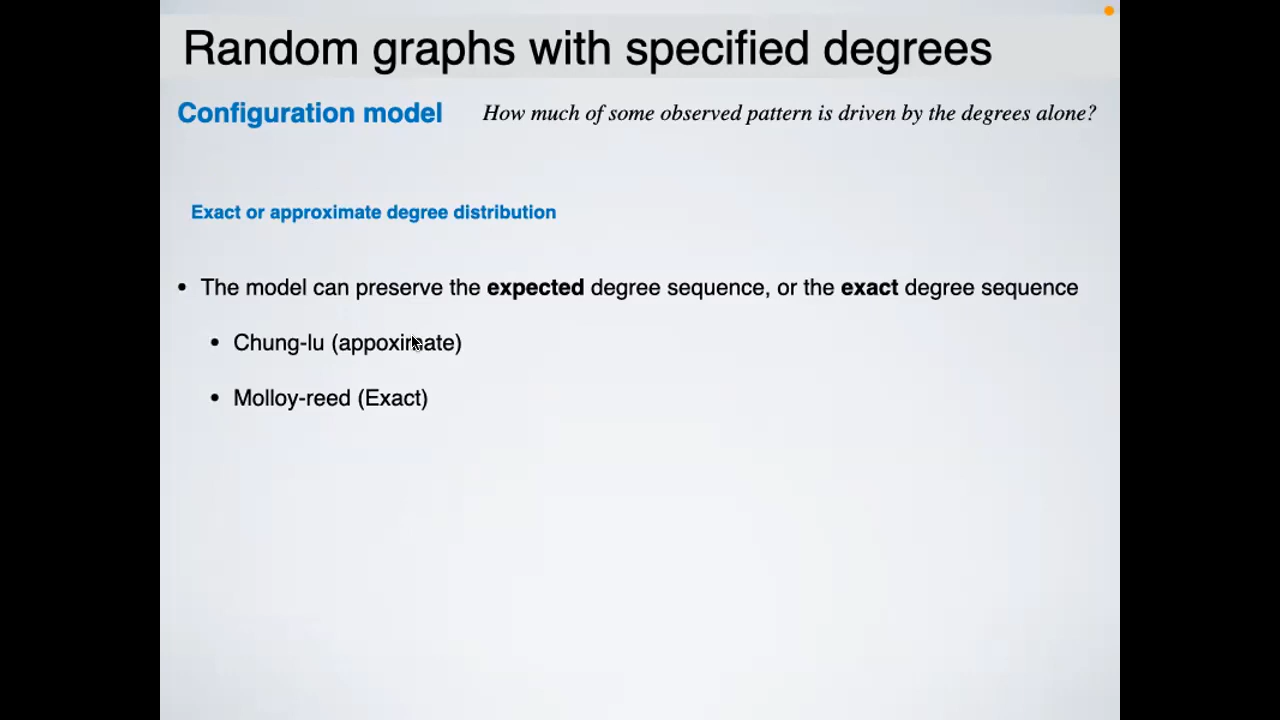 Random graphs with specified degrees
Configuration model How much of some observed pattern is driven by the degrees alone?
Exact or approximate degree distribution
• The model can preserve the expected degree sequence, or the exact degree sequence
• Chung-lu (appoximate)
• Molloy-reed (Exact)